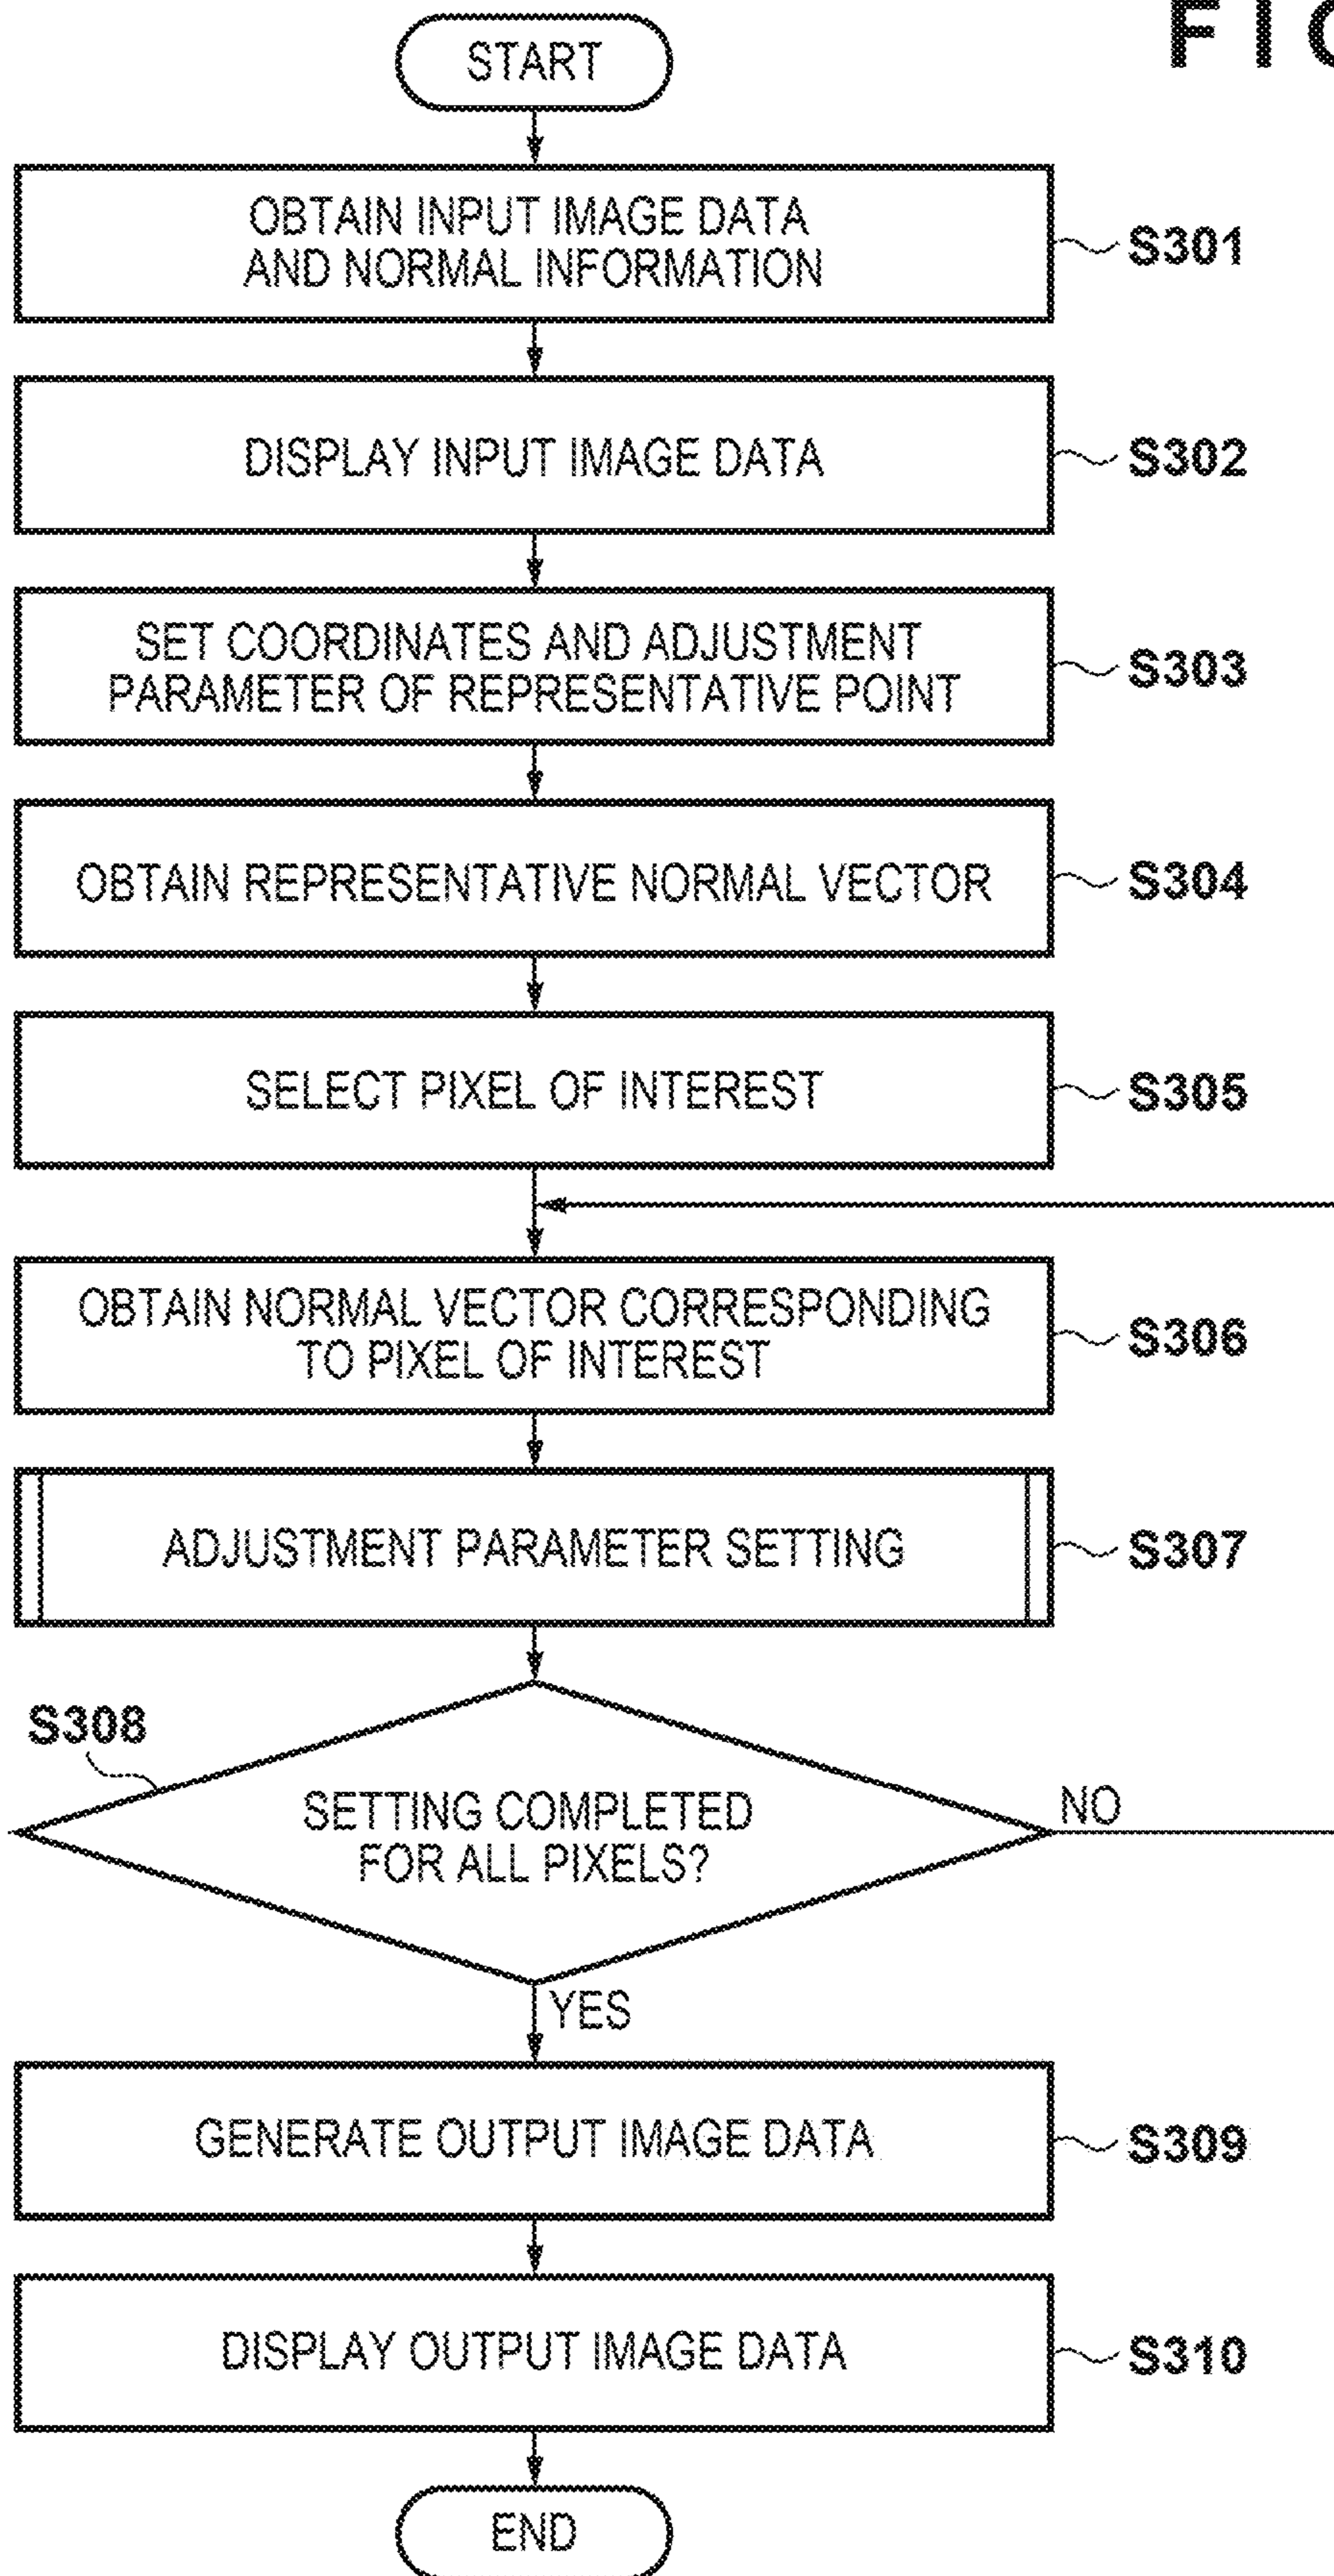 FIG
START
OBTAIN INPUT IMAGE DATA
AND NORMAL INFORMATION
S301
DISPLAY INPUT IMAGE DATA
S302
SET COORDINATES AND ADJUSTMENT
PARAMETER OF REPRESENTATIVE POINT
S303
OBTAIN REPRESENTATIVE NORMAL VECTOR
S304
SELECT PIXEL OF INTEREST
S305
OBTAIN NORMAL VECTOR CORRESPONDING
TO PIXEL OF INTEREST
S306
ADJUSTMENT PARAMETER SETTING
S307
S308
SETTING COMPLETED
FOR ALL PIXELS?
NO
YES
GENERATE OUTPUT IMAGE DATA
S309
DISPLAY OUTPUT IMAGE DATA
S310
END